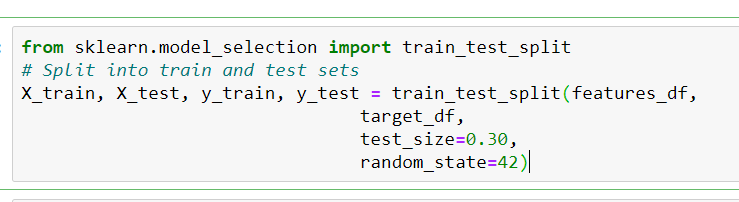 from sklearn.model_selection import train_test_split
# Split into train and test sets
X_train, X_test, y_train, y_test = train_test_split(features_df,
target_df,
test_size=0.30,
random_state=42)